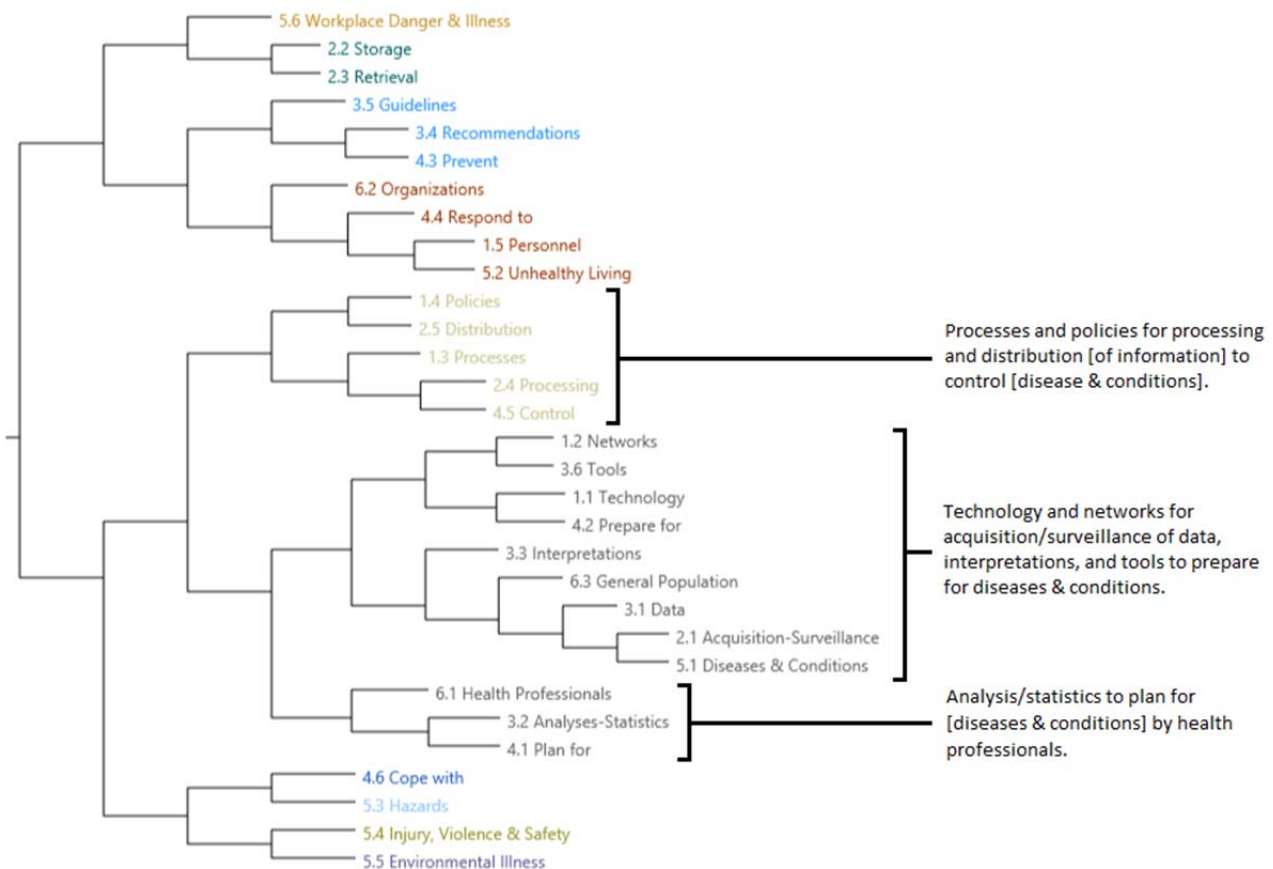 5.6 Workplace Danger & Illness
2.2 Storage
2.3 Retrieval
3.5 Guidelines
3.4 Recommendations
4.3 Prevent
6.2 Organizations
4.4 Respond to
1.5 Personnel
5.2 Unhealthy Living
1.4 Policies
2.5 Distribution
1.3 Processes
2.4 Processing
4.5 Control
Processes and policies for processing
and distribution [of information] to
control [disease & conditions].
1.2 Networks
3.6 Tools
1.1 Technology
4.2 Prepare for
3.3 Interpretations
6.3 General Population
3.1 Data
2.1 Acquisition-Surveillance
5.1 Diseases & Conditions
Technology and networks for
acquisition/surveillance of data,
interpretations, and tools to prepare
for diseases & conditions.
6.1 Health Professionals
3.2 Analyses-Statistics
4.1 Plan for
Analysis/statistics to plan for
[diseases & conditions] by health
professionals.
4.6 Cope with
5.3 Hazards
5.4 Injury, Violence & Safety
5.5 Environmental Illness